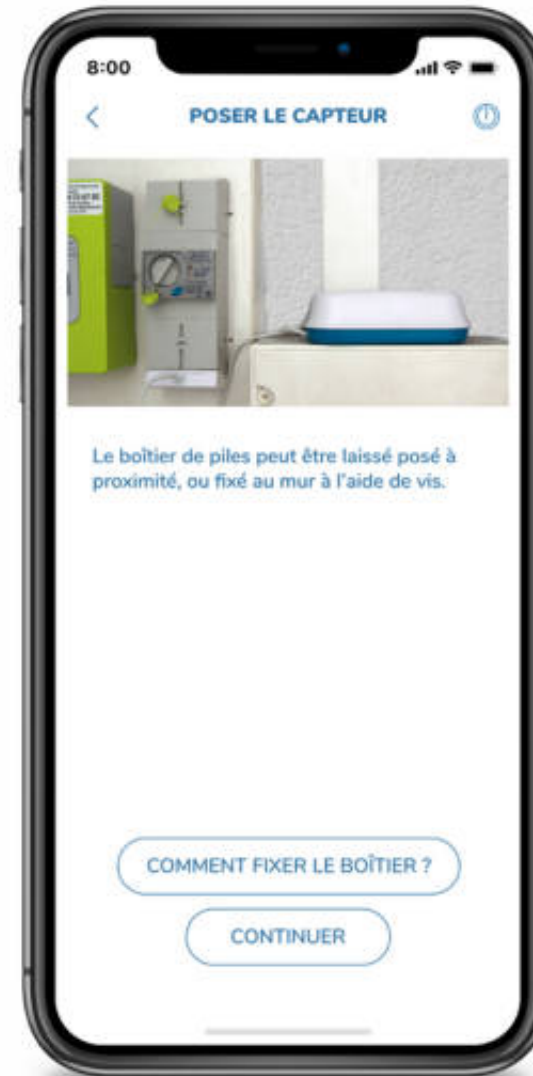 8:00
POSER LE CAPTEUR
Le boîtier de piles peut être laissé posé à
proximité, ou fixé au mur à l'aide de vis.
COMMENT FIXER LE BOÎTIER ?
CONTINUER